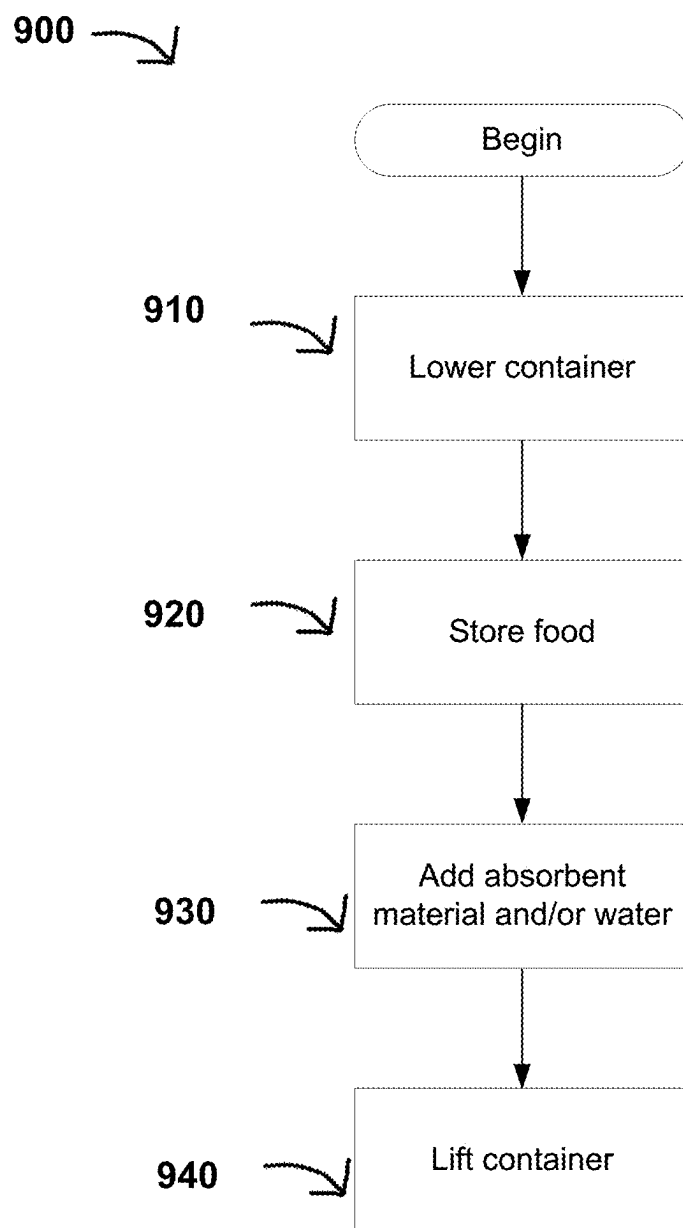 900
Begin
910
Lower container
920
Store food
930
Add absorbent
material and/or water
940
Lift container